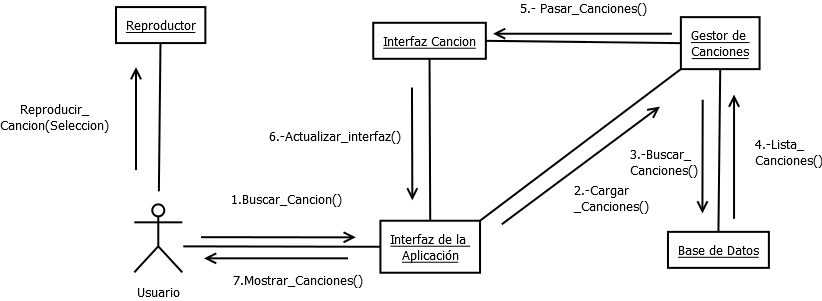 5.- Pasar_Canciones()
Reproductor
Interfaz Cancion
Gestor de
Canciones
Reproducir_
Cancion(Seleccion)
6.-Actualizar_interfaz()
3.-Buscar_
Canciones()
4.-Lista_
Canciones()
2.-Cargar
_Canciones()
1.Buscar_Cancion()
Interfaz de la
Aplicación
Base de Datos
7.Mostrar_Canciones()
Usuario